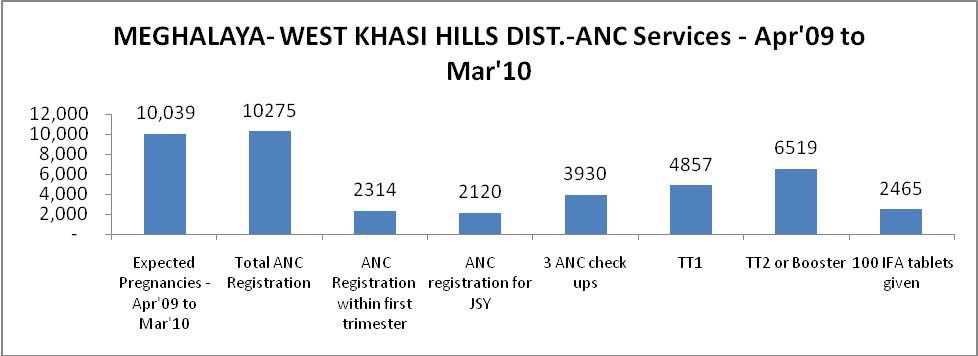 MEGHALAYA- WEST KHASI HILLS DIST.-ANC Services - Apr'09 to
Mar'10
12,000
10,000
8,000
6,000
4,000
2,000
-
10,039
10275
2314
2120
3930
4857
6519
2465
Expected
Pregnancies -
Apr'09 to
Mar'10
Total ANC
Registration
ANC
Registration
within first
trimester
ANC
registration for
JSY
3 ANC check
ups
TT1
TT2 or Booster
100 IFA tablets
given